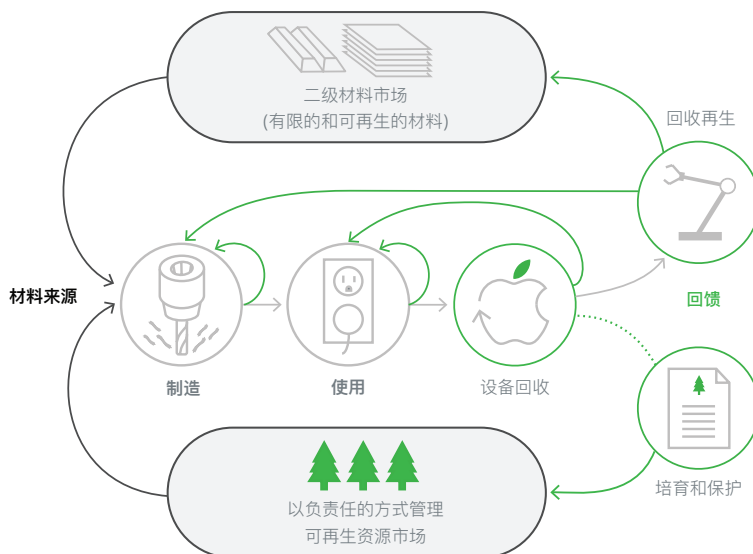 二级材料市场
(有限的和可再生的材料)
回收再生
材料来源
回馈
制造
使用
设备回收
培育和保护
以负责任的方式管理
可再生资源市场